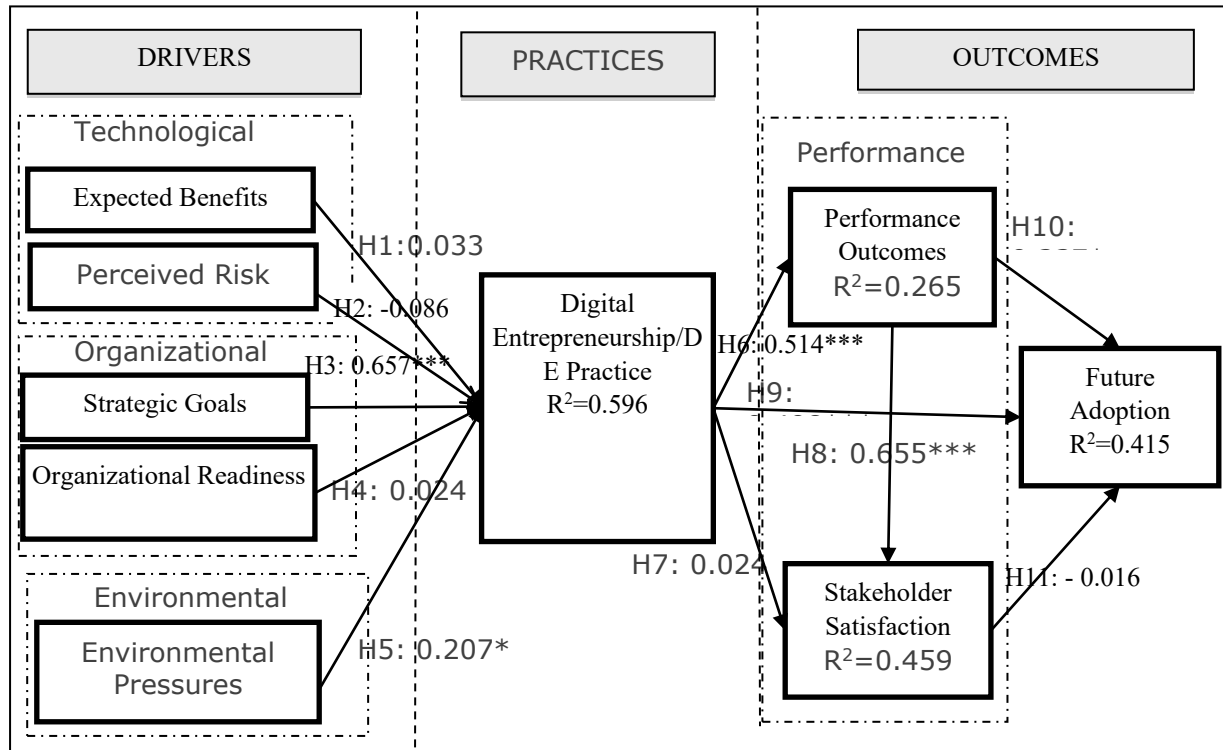 DRIVERS
PRACTICES
OUTCOMES
Technological
Expected Benefits
Perceived Risk
H1:0.033
H2: -0.086
Organizational
H3: 0.657***
Strategic Goals
Organizational Readiness
H4: 0.024
Environmental
Environmental
Pressures
H5: 0.207*
Digital
Entrepreneurship/D
E Practice
R²=0.596
Performance
Performance
Outcomes
R²=0.265
H10:
H6: 0.514***
H9:
H8: 0.655***
H7: 0.024
Future
Adoption
R²=0.415
H11: - 0.016
Stakeholder
Satisfaction
R²=0.459